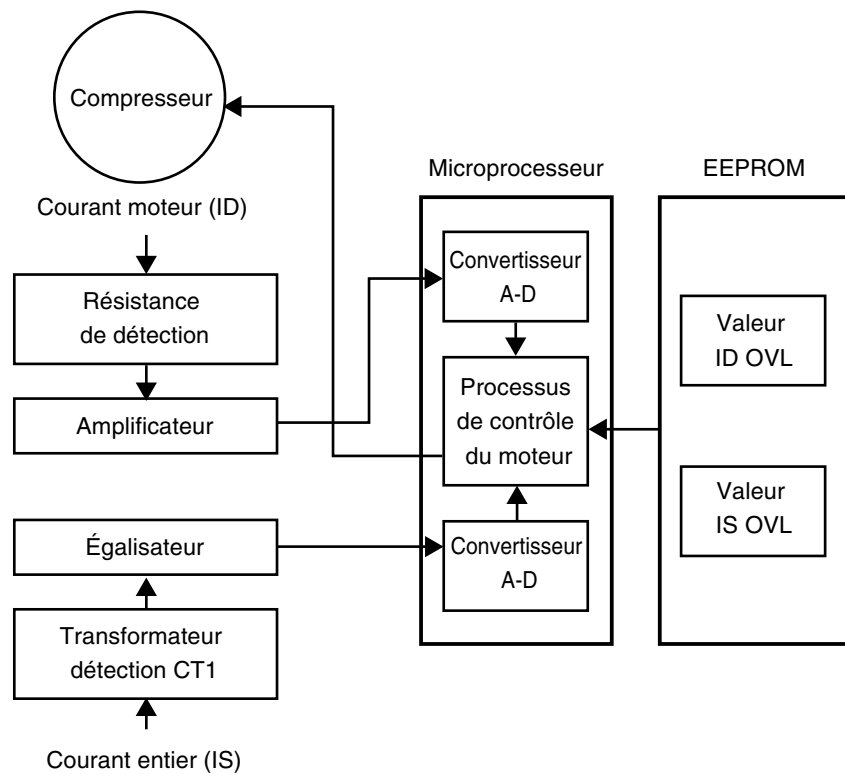 Compresseur
Courant moteur (ID)
Résistance
de détection
Amplificateur
Égalisateur
Transformateur
détection CT1
Courant entier (IS)
Microprocesseur
Convertisseur
A-D
Processus
de contrôle
du moteur
Convertisseur
A-D
EEPROM
Valeur
ID OVL
Valeur
IS OVL